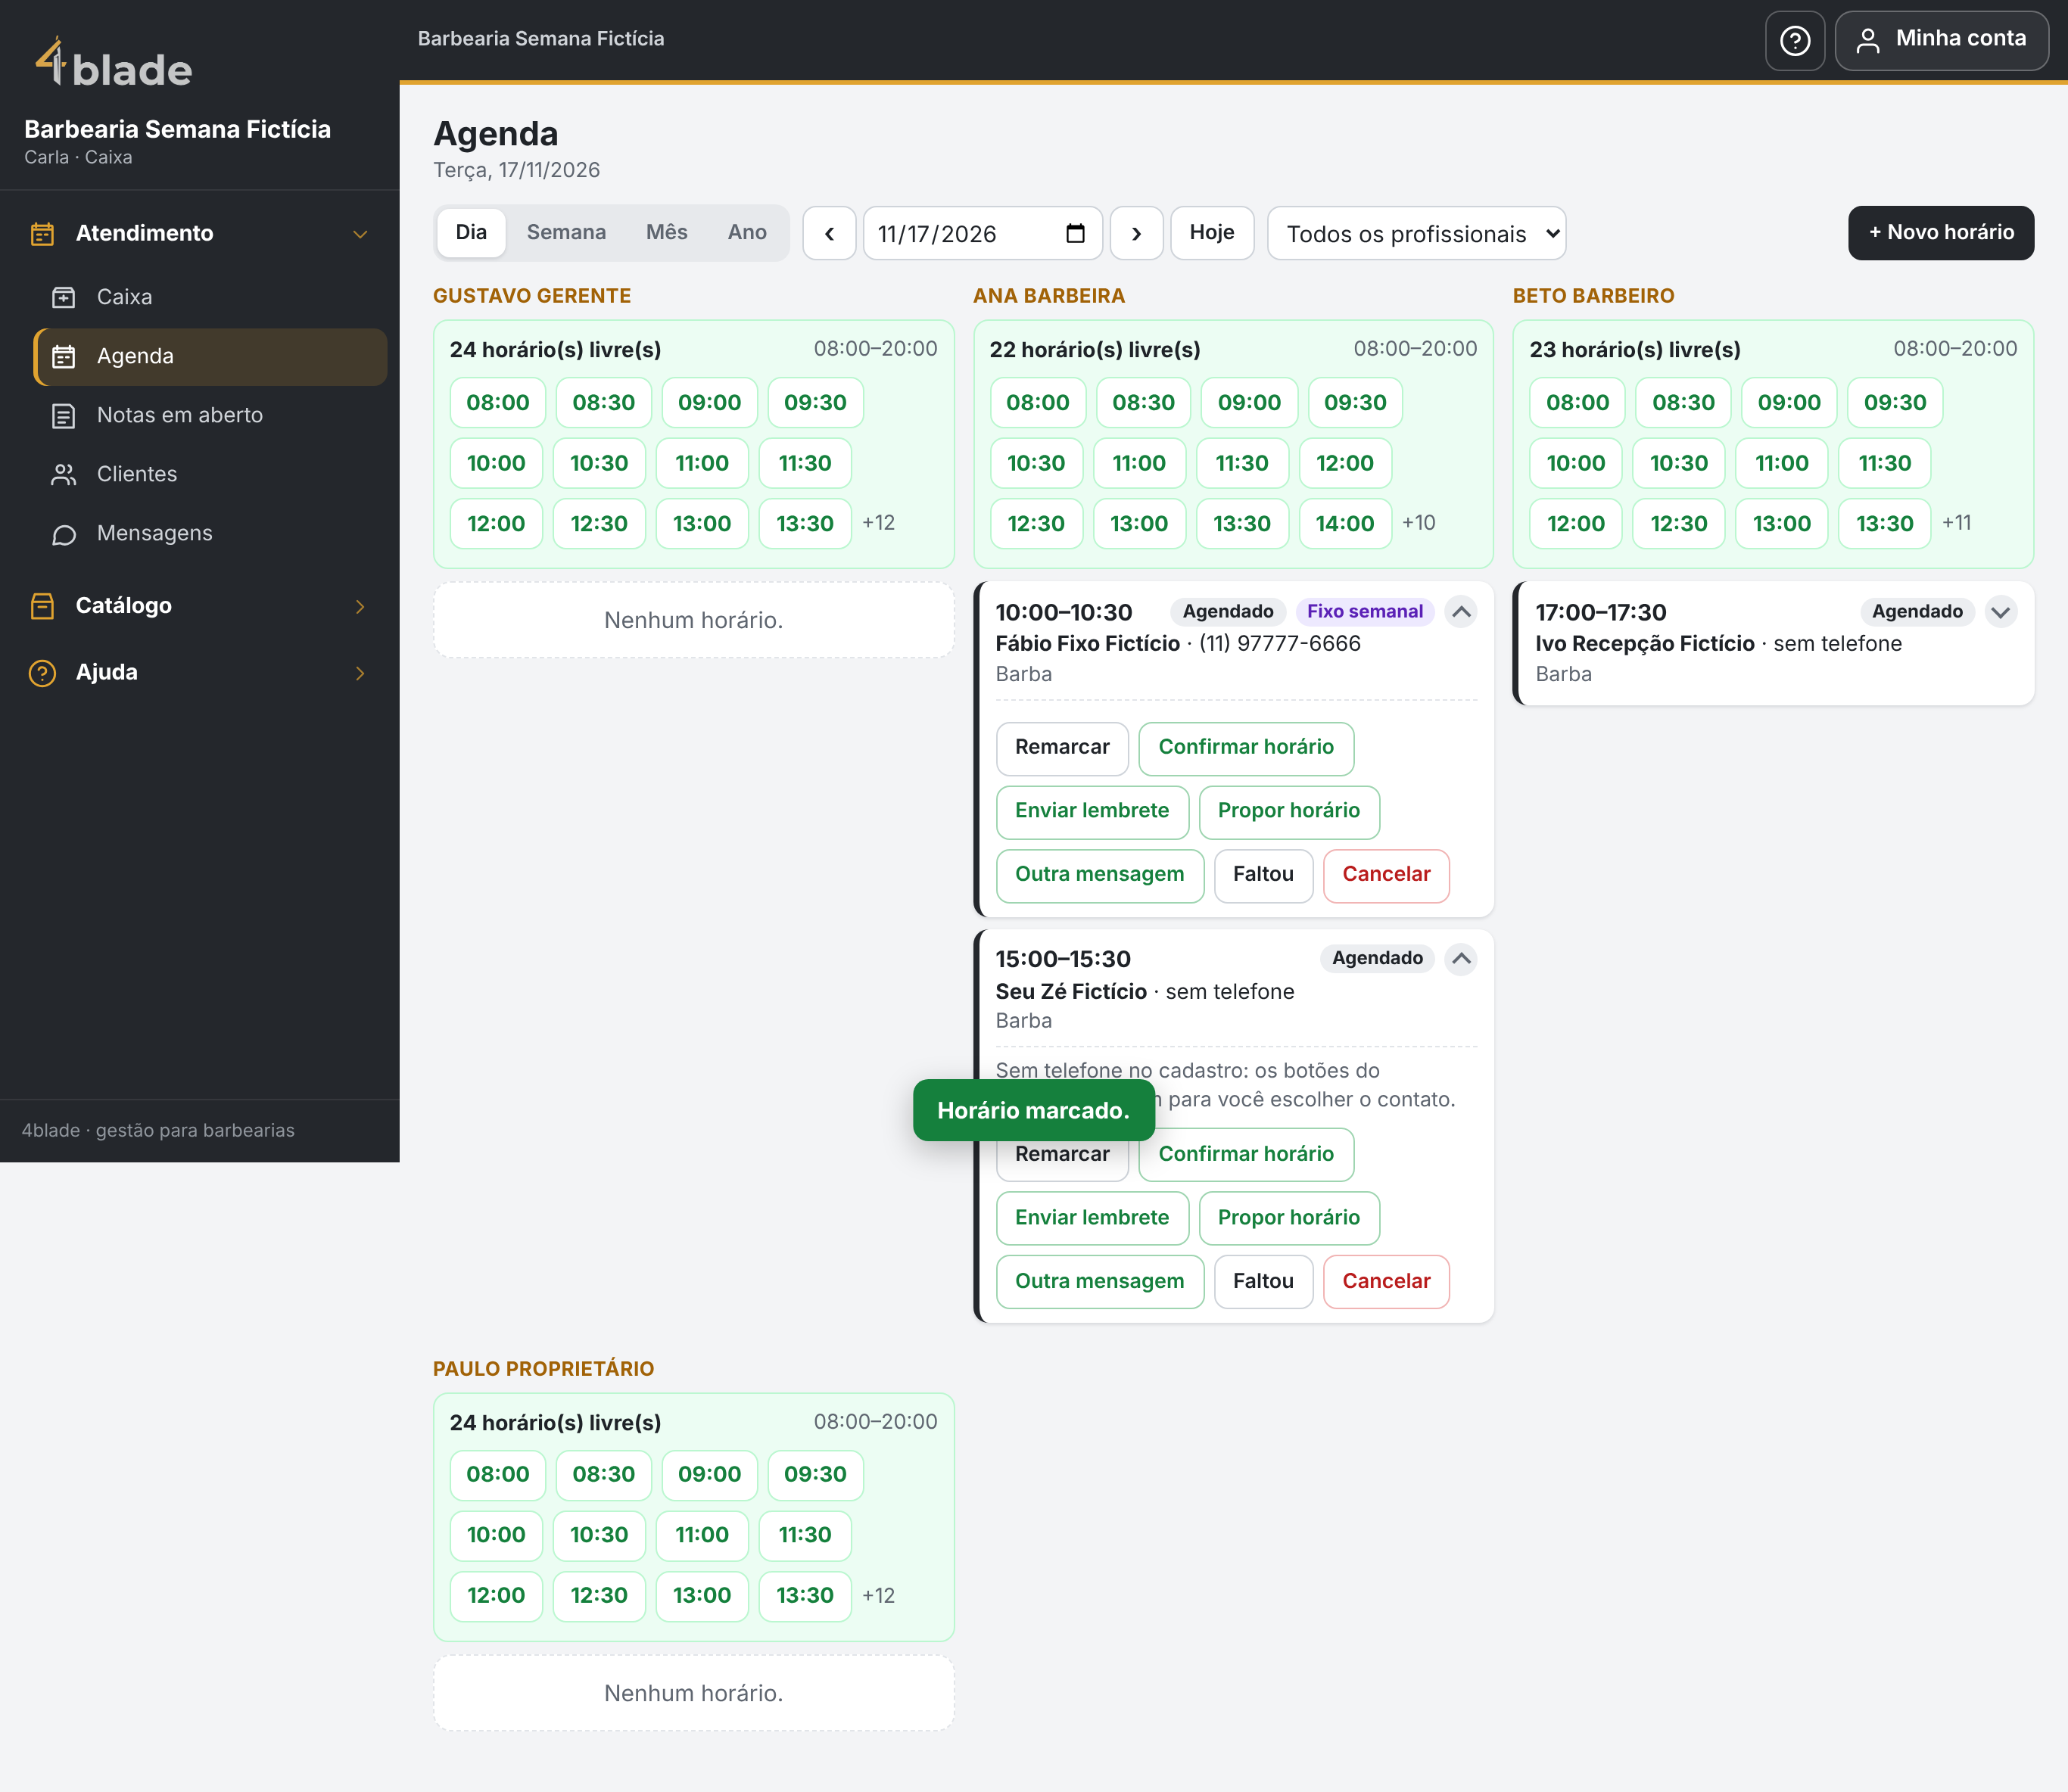 4blade
Barbearia Semana Fictícia
Carla · Caixa
Atendimento
Caixa
Agenda
Notas em aberto
Clientes
Mensagens
Catálogo
Ajuda
4blade · gestão para barbearias
Barbearia Semana Fictícia
Minha conta
Agenda
Terça, 17/11/2026
Dia Semana Mês Ano ‹ 11/17/2026 › Hoje Todos os profissionais + Novo horário
GUSTAVO GERENTE
24 horário(s) livre(s) 08:00–20:00
08:00 08:30 09:00 09:30
10:00 10:30 11:00 11:30
12:00 12:30 13:00 13:30 +12
Nenhum horário.
ANA BARBEIRA
22 horário(s) livre(s) 08:00–20:00
08:00 08:30 09:00 09:30
10:30 11:00 11:30 12:00
12:30 13:00 13:30 14:00 +10
10:00–10:30 Agendado Fixo semanal
Fábio Fixo Fictício · (11) 97777-6666
Barba
Remarcar Confirmar horário
Enviar lembrete Propor horário
Outra mensagem Faltou Cancelar
15:00–15:30 Agendado
Seu Zé Fictício · sem telefone
Barba
Sem telefone no cadastro: os botões do
para você escolher o contato.
Horário marcado.
Remarcar Confirmar horário
Enviar lembrete Propor horário
Outra mensagem Faltou Cancelar
BETO BARBEIRO
23 horário(s) livre(s) 08:00–20:00
08:00 08:30 09:00 09:30
10:00 10:30 11:00 11:30
12:00 12:30 13:00 13:30 +11
17:00–17:30 Agendado
Ivo Recepção Fictício · sem telefone
Barba
PAULO PROPRIETÁRIO
24 horário(s) livre(s) 08:00–20:00
08:00 08:30 09:00 09:30
10:00 10:30 11:00 11:30
12:00 12:30 13:00 13:30 +12
Nenhum horário.